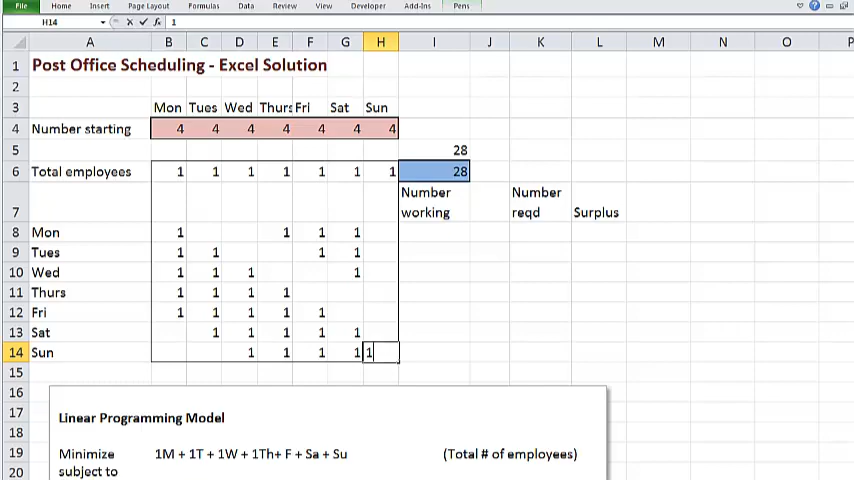 File Home Insert Page Layout Formulas Data Review View Developer Add-Ins Pens
H14 fx 1
A B C D E F G H I J K L M N O P
1 Post Office Scheduling - Excel Solution
2
3 Mon Tues Wed Thurs Fri Sat Sun
4 Number starting 4 4 4 4 4 4 4
5 28
6 Total employees 1 1 1 1 1 1 1 28
Number Number
7 working reqd Surplus
8 Mon 1 1 1 1
9 Tues 1 1 1 1
10 Wed 1 1 1 1
11 Thurs 1 1 1 1
12 Fri 1 1 1 1 1
13 Sat 1 1 1 1 1
14 Sun 1 1 1 1 1
15
16
17 Linear Programming Model
18
19 Minimize 1M + 1T + 1W + 1Th+ F + Sa + Su (Total # of employees)
20 subject to